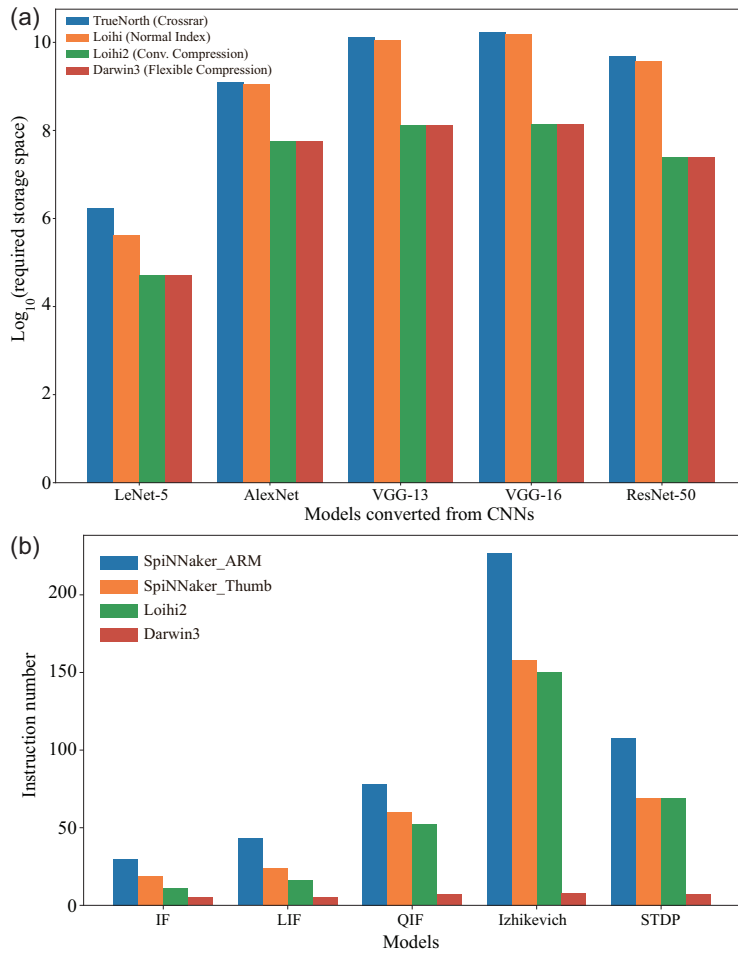 (a)
TrueNorth (Crossrar)
Loihi (Normal Index)
Loihi2 (Conv. Compression)
Darwin3 (Flexible Compression)
10
8
6
4
2
0
Log10(required storage space)
LeNet-5 AlexNet VGG-13 VGG-16 ResNet-50
Models converted from CNNs
(b)
SpiNNaker_ARM
SpiNNaker_Thumb
Loihi2
Darwin3
200
150
100
50
0
Instruction number
IF LIF QIF Izhikevich STDP
Models